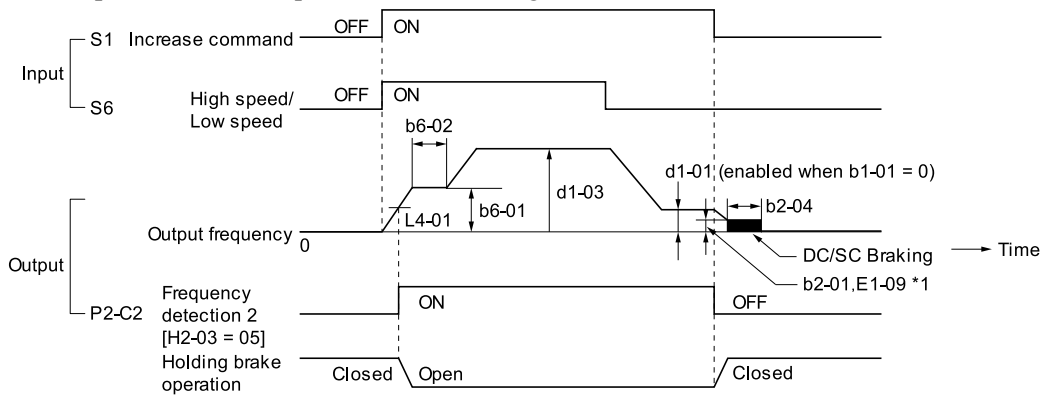 OFF ON
S1 Increase command
Input
S6 High speed/
Low speed
OFF ON
b6-02
d1-01 (enabled when b1-01 = 0)
d1-03
b2-04
b6-01
L4-01
Output frequency
0
DC/SC Braking
Time
b2-01,E1-09 *1
Output
P2-C2
Frequency
detection 2
[H2-03 = 05]
ON OFF
Holding brake
operation
Closed Open Closed